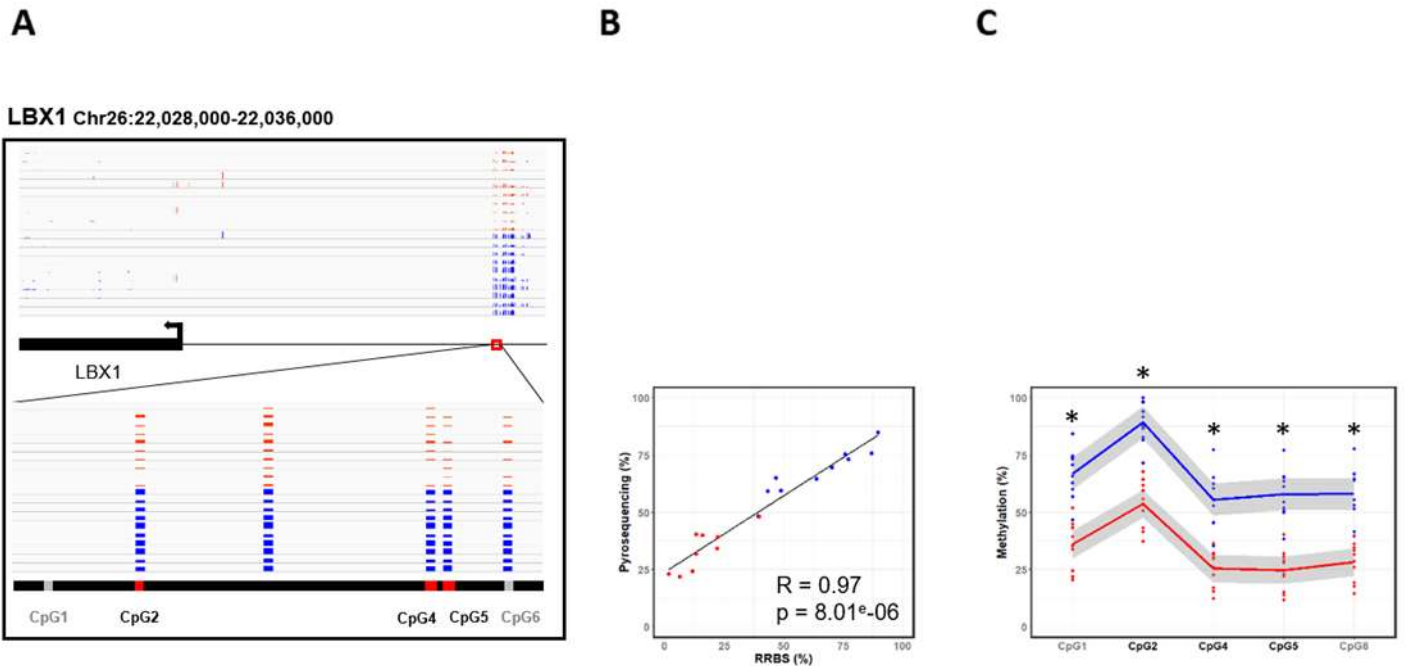 A
B
C
LBX1 Chr26:22,028,000-22,036,000
LBX1
CpG1 CpG2 CpG4 CpG5 CpG6
Pyrosequencing (%)
100
75
50
25
0
R = 0.97
p = 8.01e-06
0 25 50 75 100
RRBS (%)
*
*
*
*
*
Methylation (%)
100
75
50
25
0
CpG1 CpG2 CpG4 CpG5 CpG6